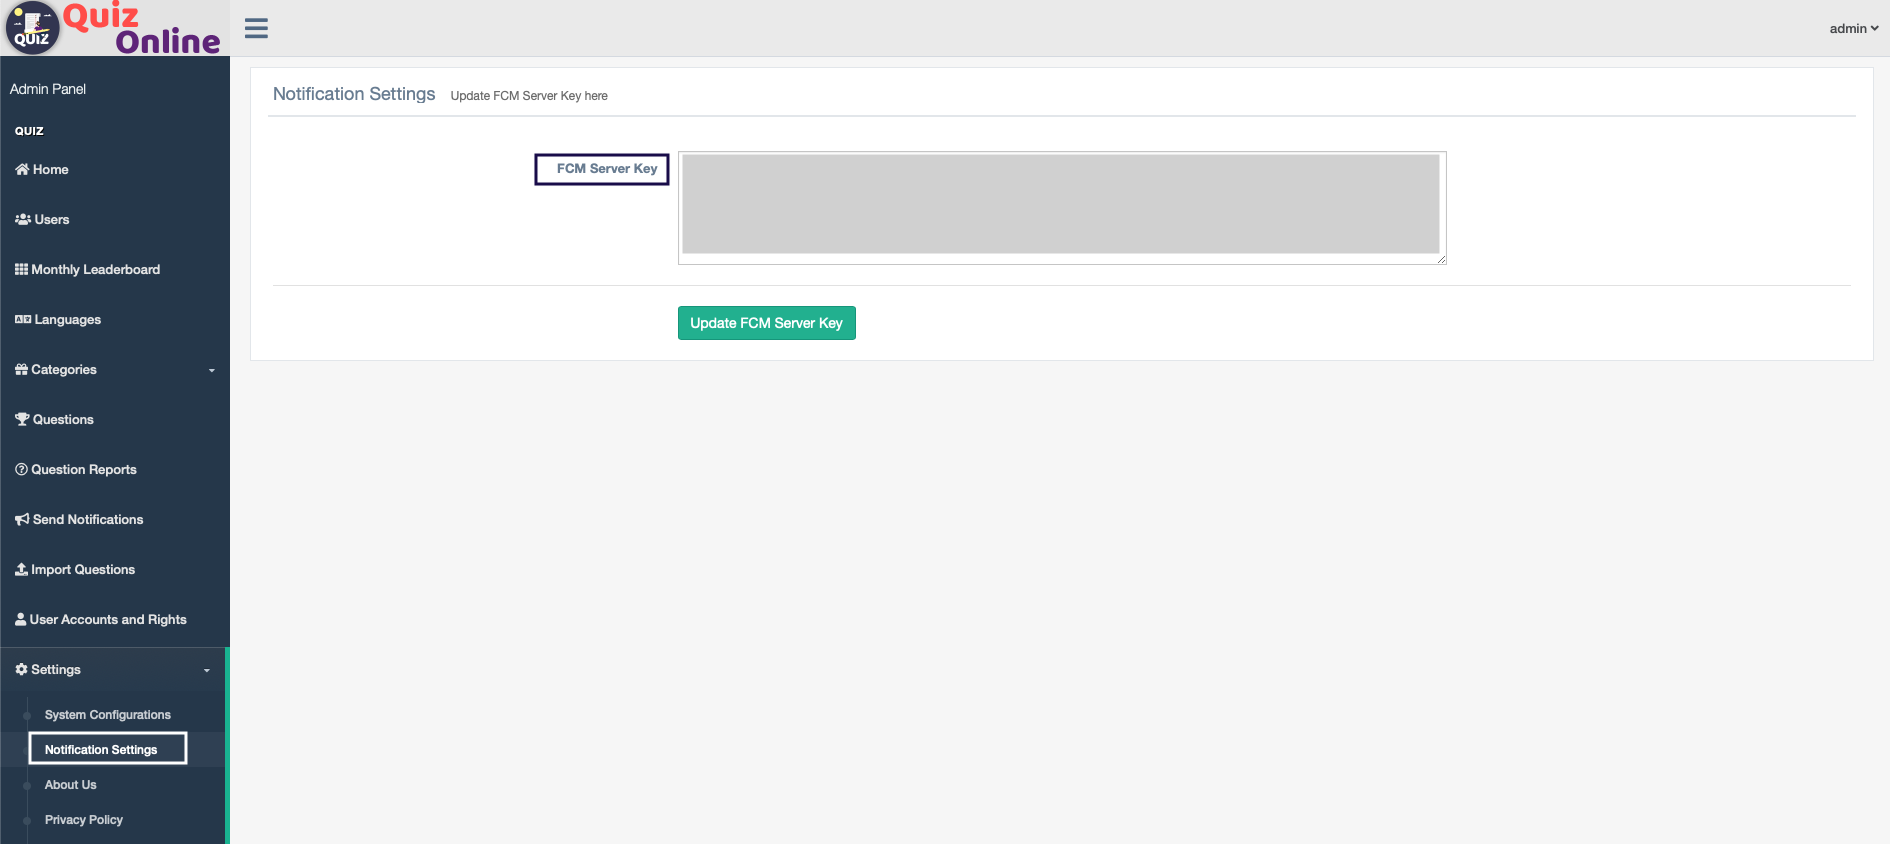 QUIZ
Quiz
Online
admin
Admin Panel
QUIZ
Home
Users
Monthly Leaderboard
Languages
Categories
Questions
Question Reports
Send Notifications
Import Questions
User Accounts and Rights
Settings
System Configurations
Notification Settings
About Us
Privacy Policy
Notification Settings Update FCM Server Key here
FCM Server Key
Update FCM Server Key